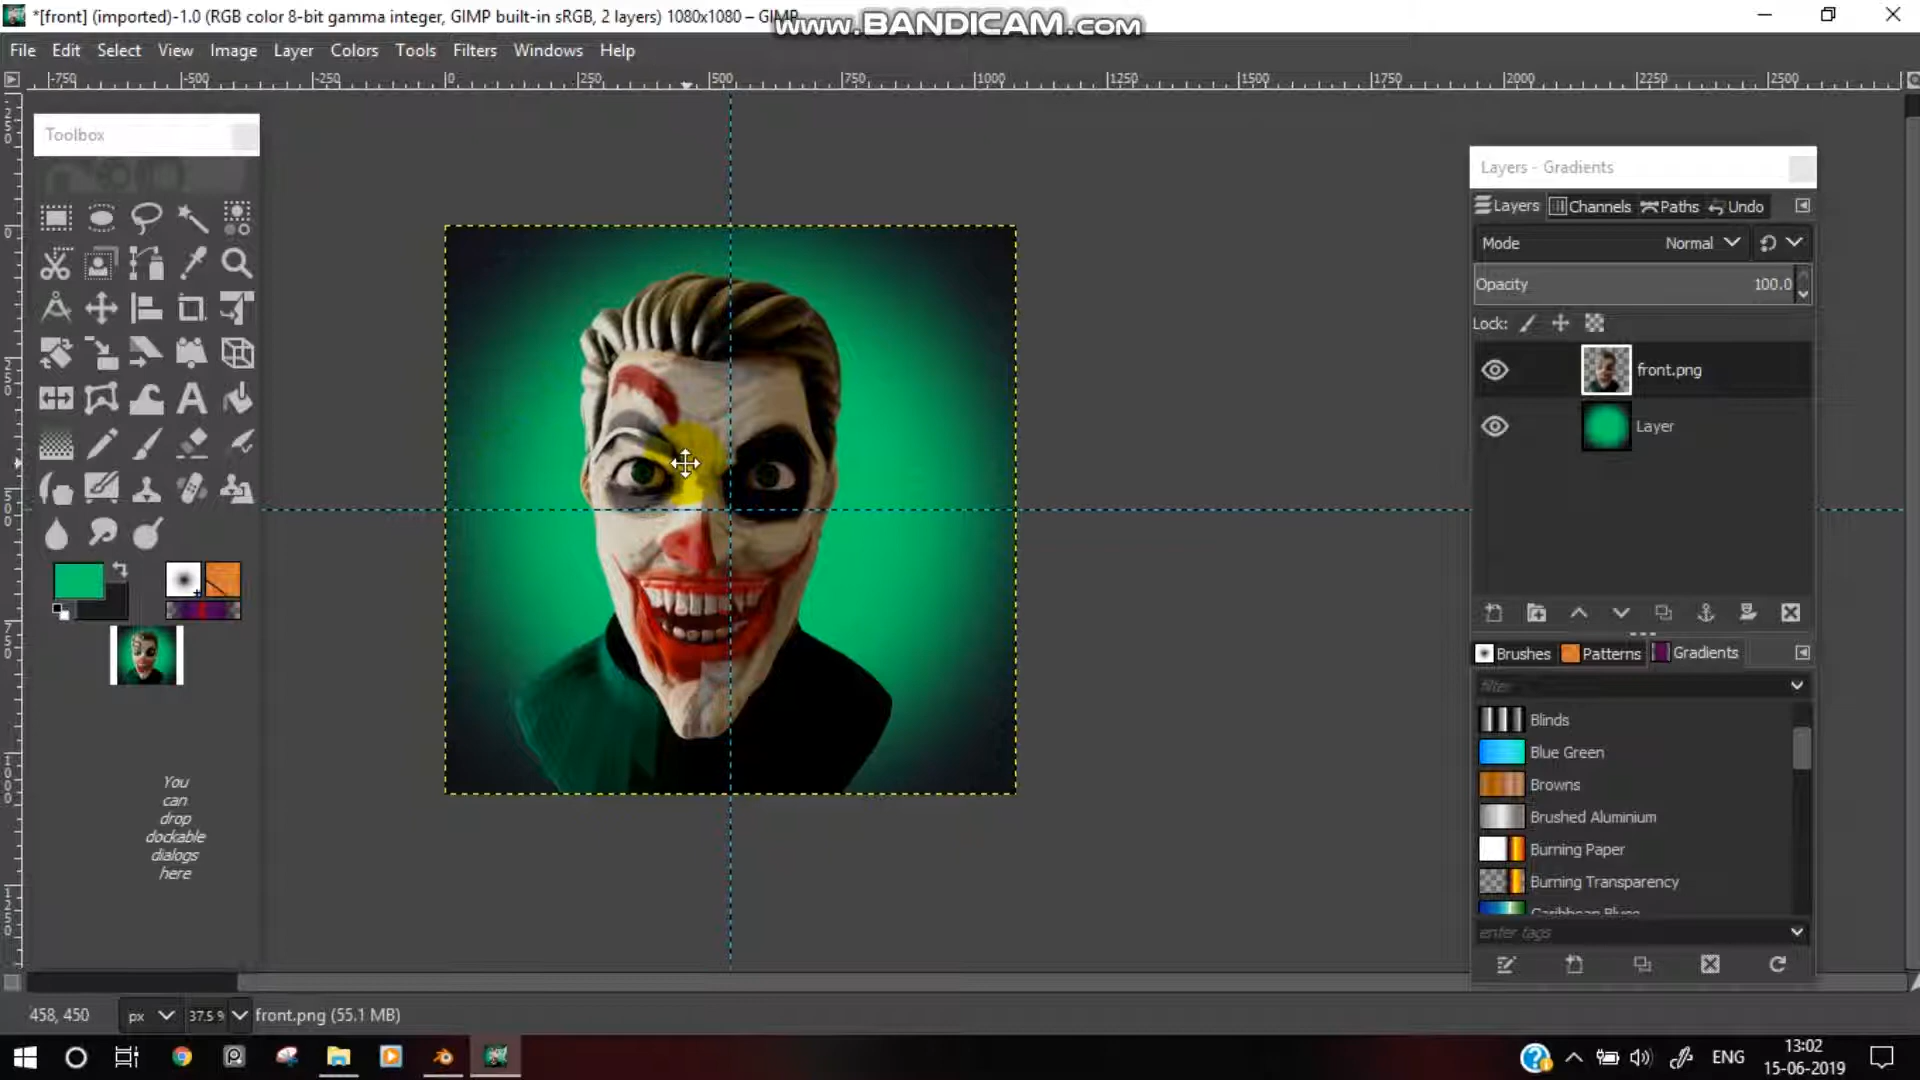 *[front] (imported)-1.0 (RGB color 8-bit gamma integer, GIMP built-in sRGB, 2 layers) 1080x1080 – GIMP
www.BANDICAM.com
File Edit Select View Image Layer Colors Tools Filters Windows Help
-750 -500 -250 0 250 500 750 1000 1250 1500 1750 2000 2250 2500
Toolbox
Layers - Gradients
Layers Channels Paths Undo
Mode Normal
Opacity 100.0
Lock:
front.png
Layer
Brushes Patterns Gradients
filter
Blinds
Blue Green
Browns
Brushed Aluminium
Burning Paper
Burning Transparency
enter tags
You
can
drop
dockable
dialogs
here
458, 450 px 37.5 front.png (55.1 MB)
ENG
13:02
15-06-2019